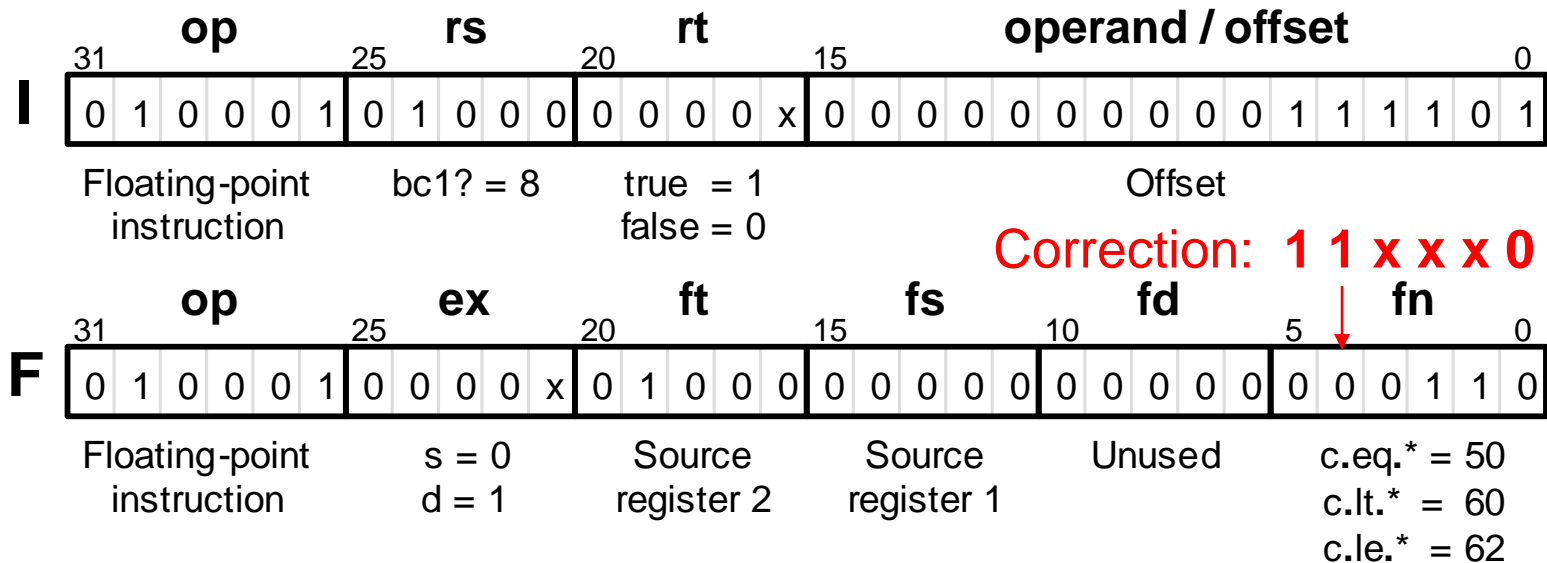 op rs rt operand / offset
31 25 20 15 0
I 0 1 0 0 0 1 0 1 0 0 0 0 0 0 0 x 0 0 0 0 0 0 0 0 0 0 1 1 1 1 0 1
Floating-point instruction bc1? = 8 true = 1 Offset
false = 0
Correction: 1 1 x x x 0
op ex ft fs fd fn
31 25 20 15 10 5 0
F 0 1 0 0 0 1 0 0 0 0 x 0 1 0 0 0 0 0 0 0 0 0 0 0 0 0 0 0 0 1 1 0
Floating-point s = 0 Source Source Unused c.eq.* = 50
instruction d = 1 register 2 register 1 c.lt.* = 60
c.le.* = 62